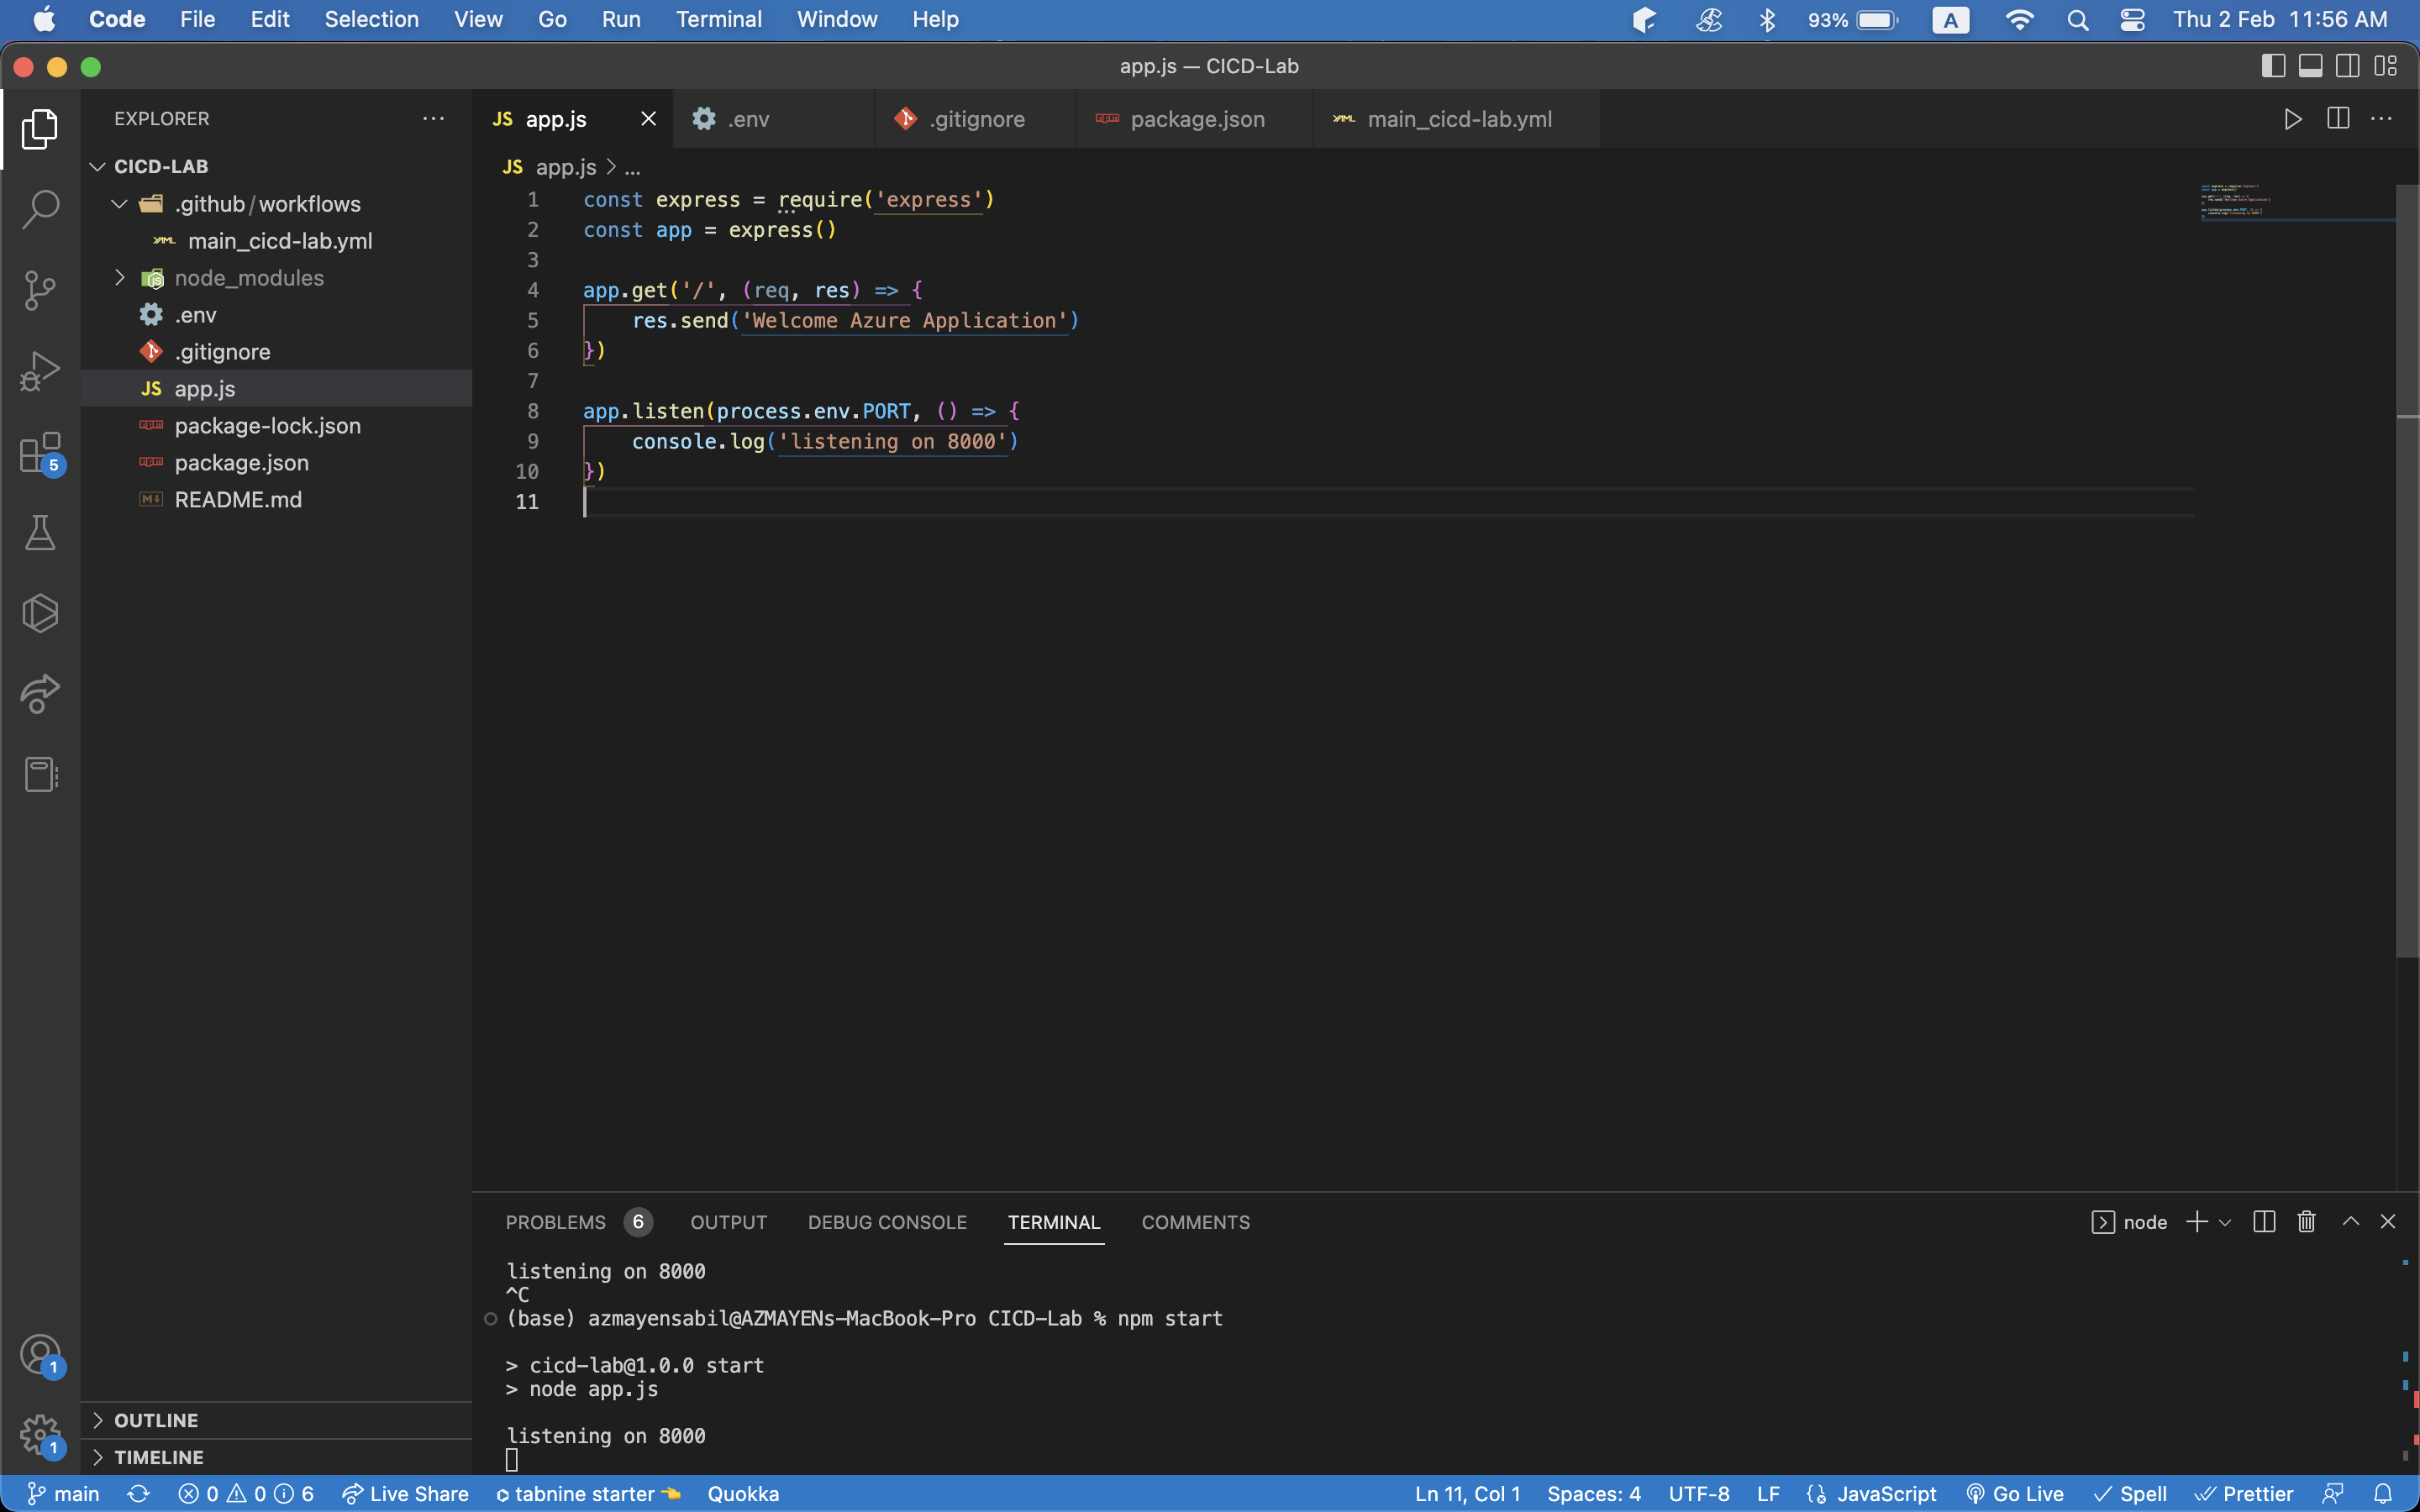 Code File Edit Selection View Go Run Terminal Window Help 93% A Thu 2 Feb 11:56 AM
app.js — CICD-Lab
EXPLORER
JS app.js .env .gitignore package.json main_cicd-lab.yml
CICD-LAB
.github/workflows
main_cicd-lab.yml
node_modules
.env
.gitignore
JS app.js
package-lock.json
package.json
README.md
JS app.js > ...
1 const express = require('express')
2 const app = express()
3
4 app.get('/', (req, res) => {
5 res.send('Welcome Azure Application')
6 })
7
8 app.listen(process.env.PORT, () => {
9 console.log('listening on 8000')
10 })
11
5
1
1
OUTLINE
TIMELINE
PROBLEMS 6 OUTPUT DEBUG CONSOLE TERMINAL COMMENTS node
listening on 8000
^C
(base) azmayensabil@AZMAYENs-MacBook-Pro CICD-Lab % npm start
> cicd-lab@1.0.0 start
> node app.js
listening on 8000
main 0 0 6 Live Share tabnine starter Quokka Ln 11, Col 1 Spaces: 4 UTF-8 LF JavaScript Go Live Spell Prettier